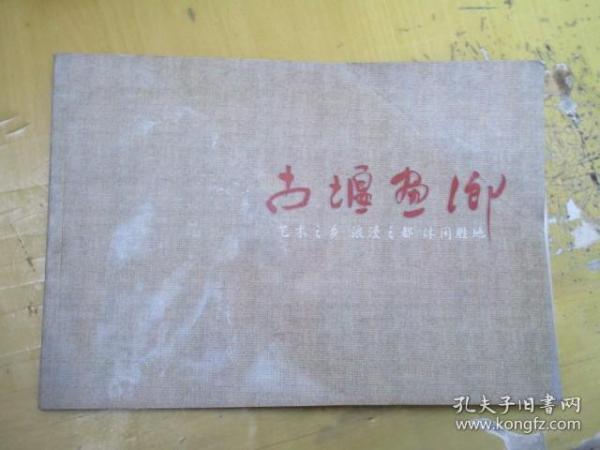 古堰画乡
艺术之乡 浪漫之都 休闲胜地
孔夫子旧书网
www.kongfz.com